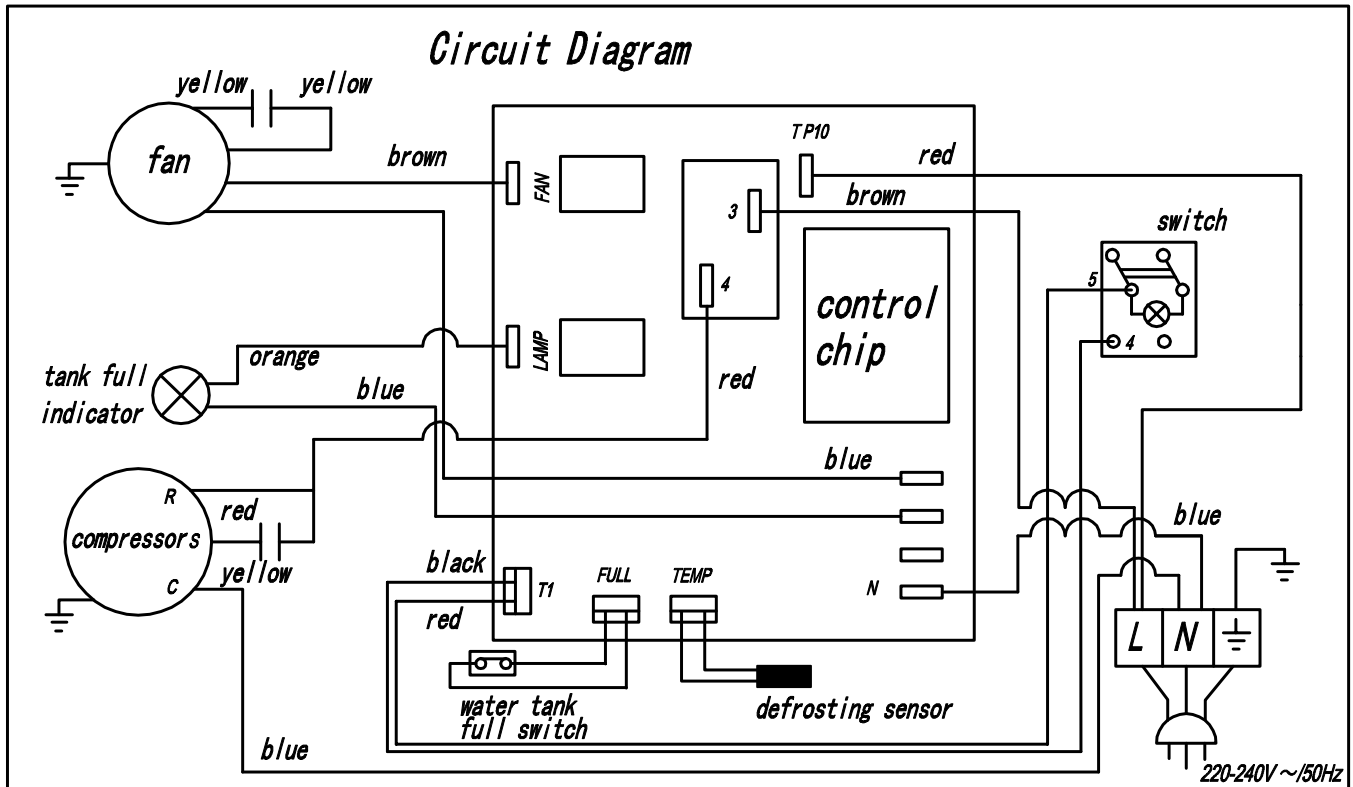 Circuit Diagram
yellow
yellow
fan
brown
FAN
TP10
red
3
brown
switch
4
5
control
chip
4
orange
LAMP
tank full
indicator
blue
red
blue
R
red
compressors
yellow
C
blue
black
T1
red
FULL
TEMP
N
L
N
water tank
full switch
defrosting sensor
blue
220-240V ~/50Hz